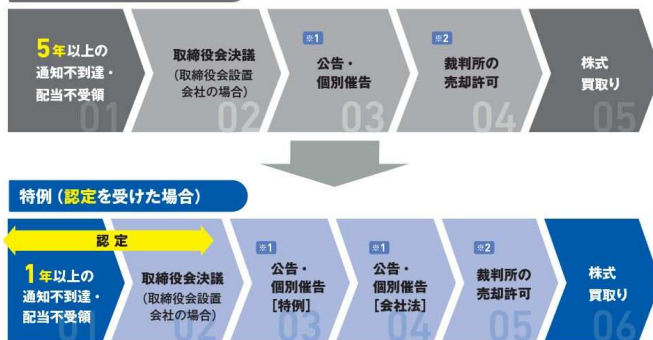 5年以上の
通知不到達・
配当不受領
01
取締役会決議
(取締役会設置
会社の場合)
02
※1
公告・
個別催告
03
※2
裁判所の
売却許可
04
株式
買取り
05
特例(認定を受けた場合)
認定
1年以上の
通知不到達・
配当不受領
01
取締役会決議
(取締役会設置
会社の場合)
02
※1
公告・
個別催告
[特例]
03
※1
公告・
個別催告
[会社法]
04
※2
裁判所の
売却許可
05
株式
買取り
06